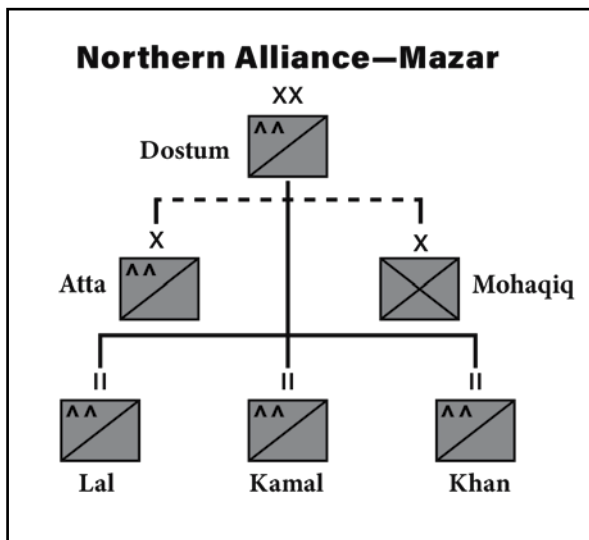 Northern Alliance—Mazar
XX
^ ^
Dostum
X
X
^ ^
Atta
Mohaqiq
II
II
II
^ ^
^ ^
^ ^
Lal
Kamal
Khan